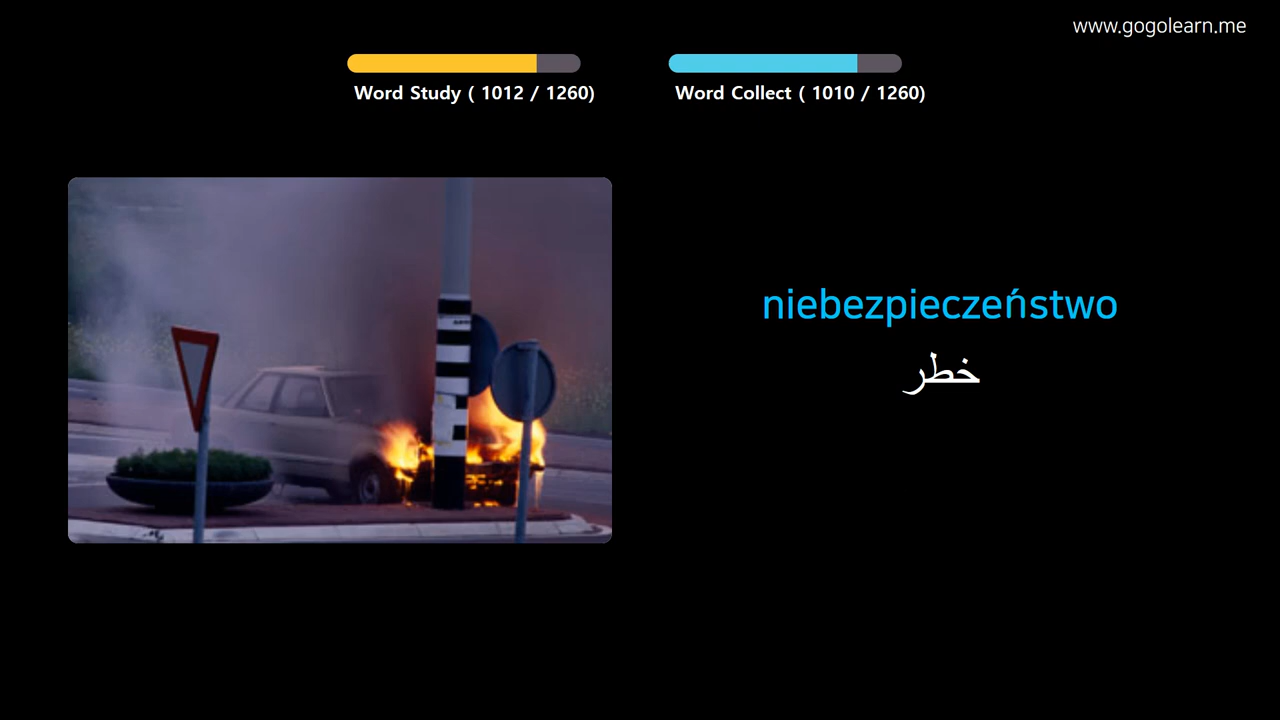 www.gogolearn.me
Word Study ( 1012 / 1260)
Word Collect ( 1010 / 1260)
niebezpieczeństwo
خطر